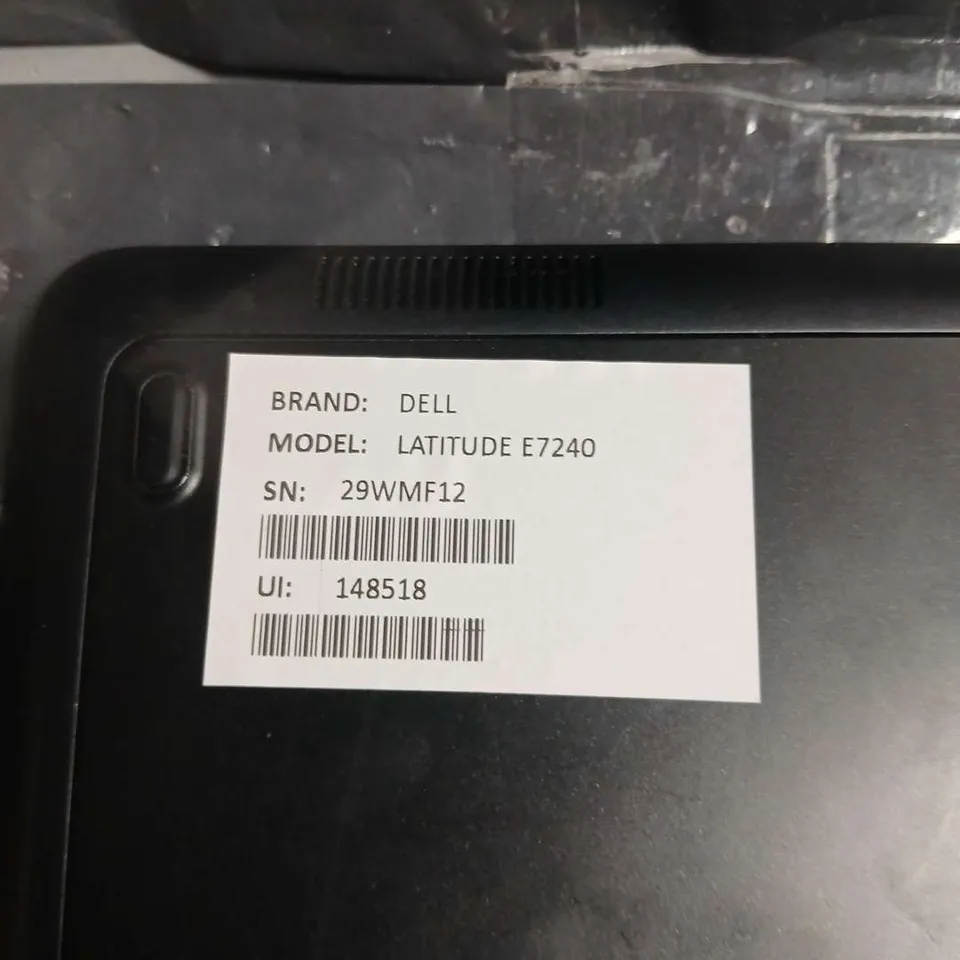 BRAND: DELL
MODEL: LATITUDE E7240
SN: 29WMF12
UI: 148518